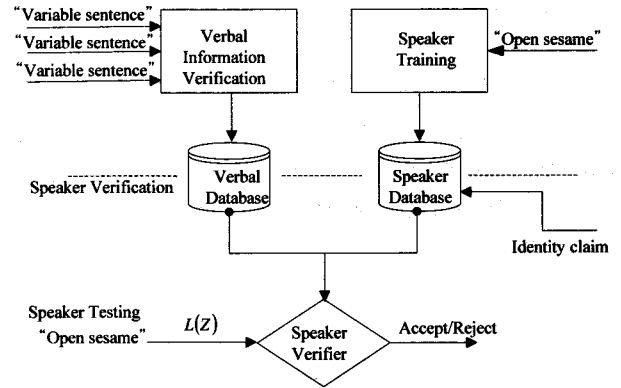 “Variable sentence”
“Variable sentence”
“Variable sentence”
Verbal
Information
Verification
Speaker
Training
“Open sesame”
Speaker Verification
Verbal
Database
Speaker
Database
Identity claim
Speaker Testing
“Open sesame”
L(Z)
Speaker
Verifier
Accept/Reject